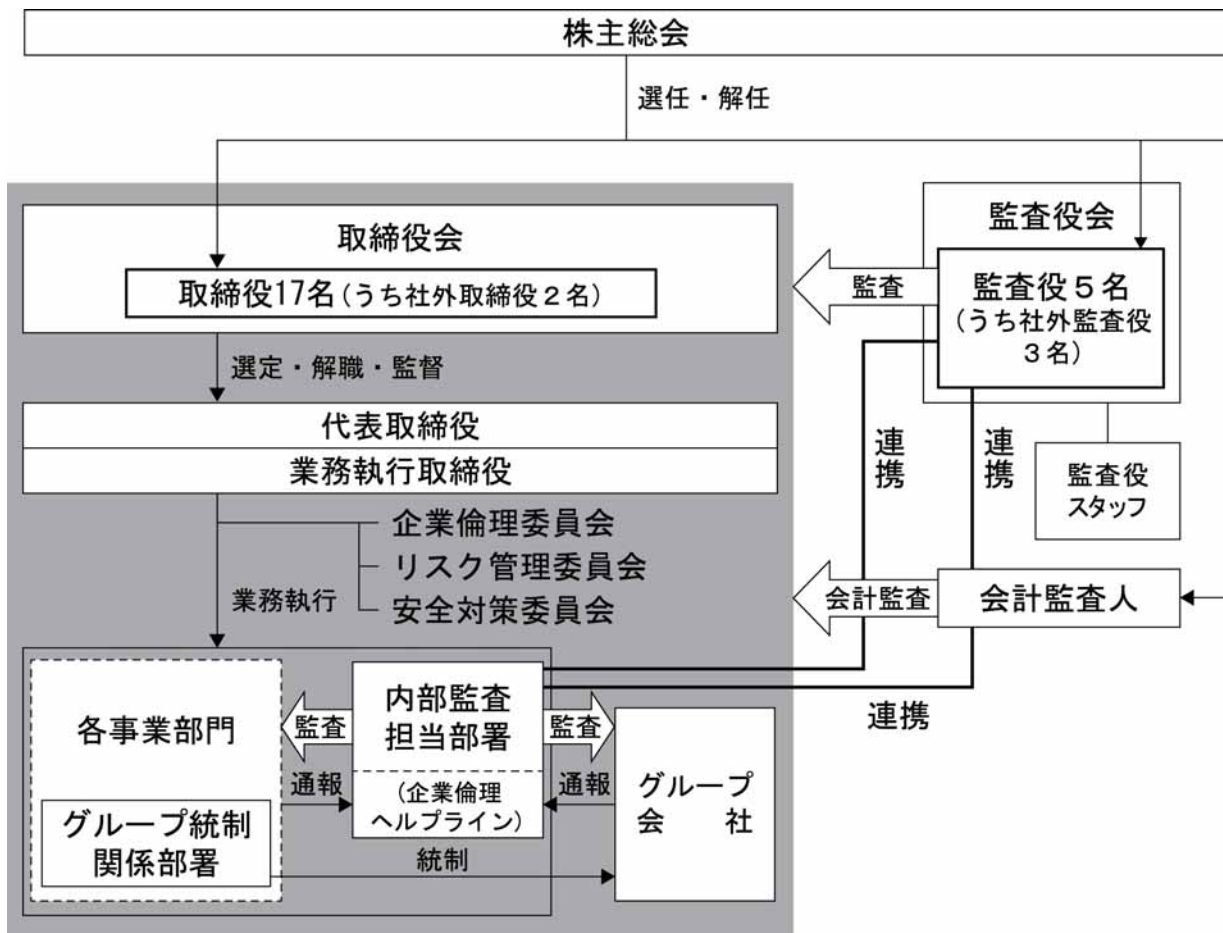 株主総会
選任・解任
取締役会
取締役17名(うち社外取締役2名)
監査役会
監査役5名
(うち社外監査役
3名)
監査
選定・解職・監督
代表取締役
業務執行取締役
連携
連携
監査役
スタッフ
企業倫理委員会
リスク管理委員会
安全対策委員会
業務執行
会計監査
会計監査人
各事業部門
監査
内部監査
担当部署
監査
連携
通報
(企業倫理
ヘルプライン)
通報
グループ
会 社
グループ統制
関係部署
統制